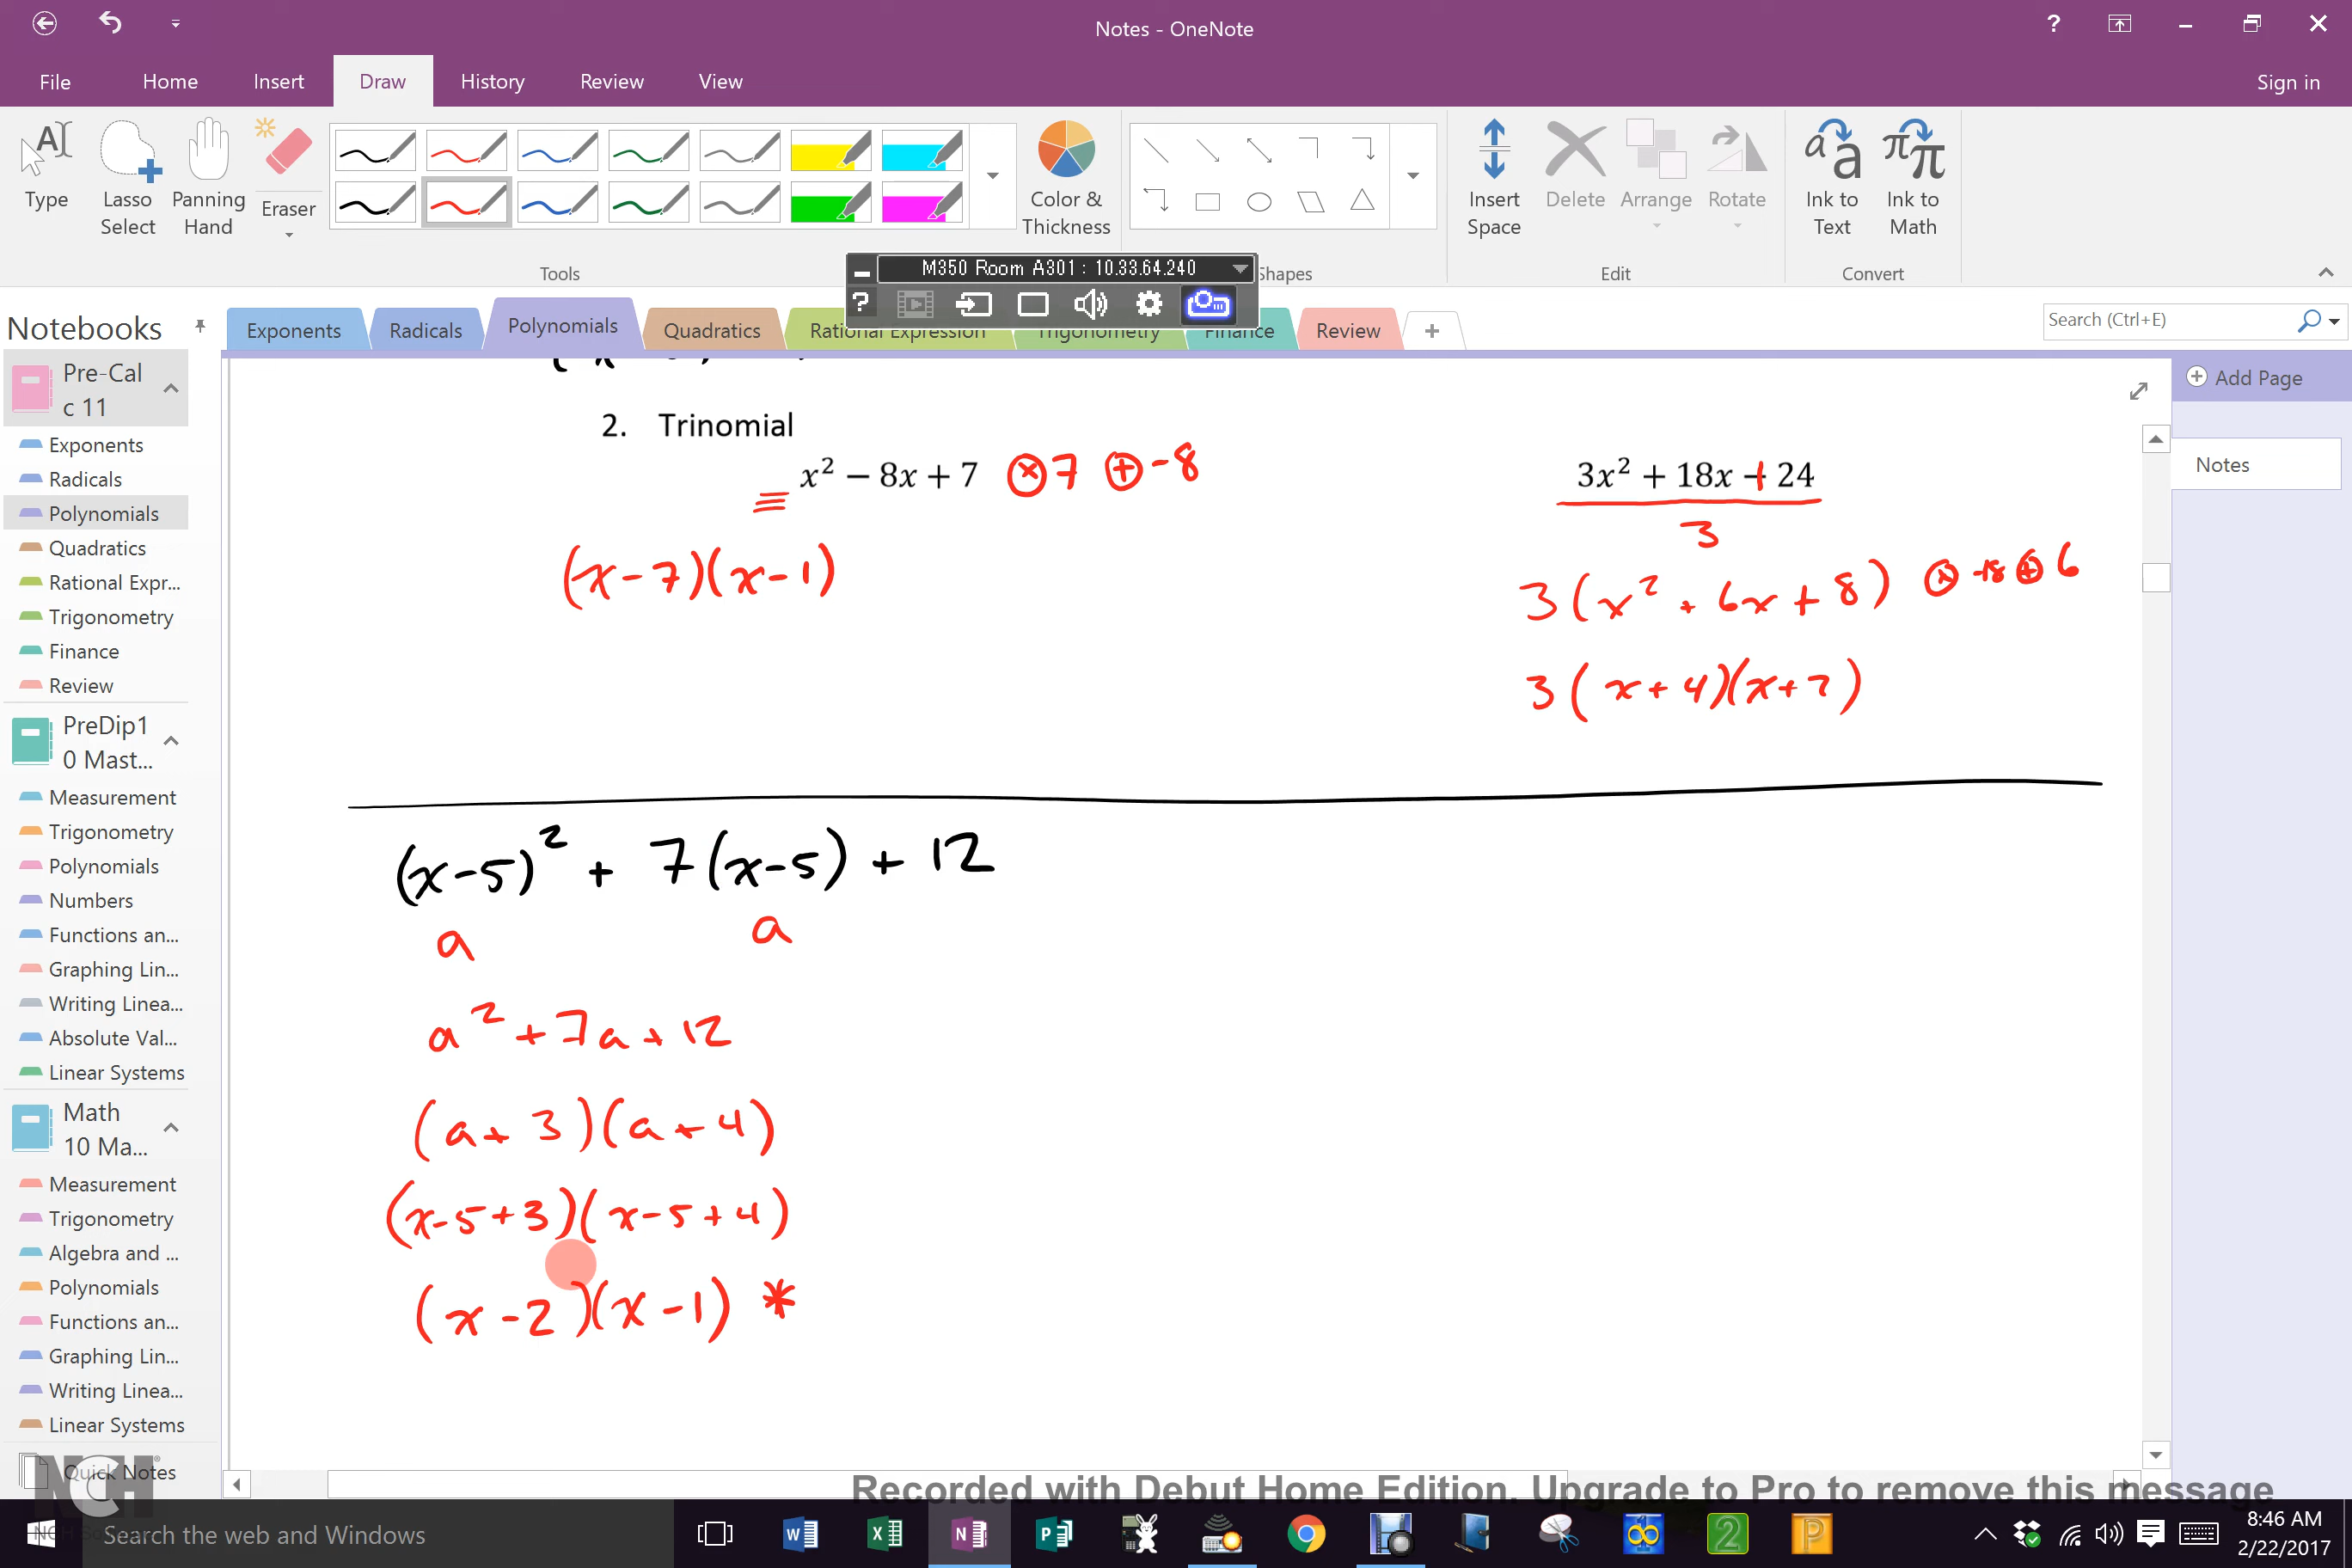 Notes - OneNote
?
File Home Insert Draw History Review View Sign in
Type
Lasso Select
Panning Hand
Eraser
Color & Thickness
Insert Space
Delete
Arrange
Rotate
Ink to Text
Ink to Math
Tools
Shapes
Edit
Convert
M350 Room A301 : 10.33.64.240
?
Notebooks
Exponents Radicals Polynomials Quadratics Rational Expression Trigonometry Finance Review +
Search (Ctrl+E)
Add Page
Notes
Pre-Cal
c 11
Exponents
Radicals
Polynomials
Quadratics
Rational Expr...
Trigonometry
Finance
Review
PreDip1
0 Mast...
Measurement
Trigonometry
Polynomials
Numbers
Functions an...
Graphing Lin...
Writing Linea...
Absolute Val...
Linear Systems
Math
10 Ma...
Measurement
Trigonometry
Algebra and ...
Polynomials
Functions an...
Graphing Lin...
Writing Linea...
Linear Systems
Quick Notes
2. Trinomial
x² − 8x + 7 ⊗ 7 ⊕ -8
(x-7)(x-1)
3x² + 18x + 24
3
3(x² + 6x + 8) ⊗ 8 ⊕ 6
3(x+4)(x+2)
(x-5)² + 7(x-5) + 12
a a
a² + 7a + 12
(a + 3)(a + 4)
(x-5+3)(x-5+4)
(x-2)(x-1) *
Recorded with Debut Home Edition. Upgrade to Pro to remove this message
NCH
Search the web and Windows
8:46 AM
2/22/2017